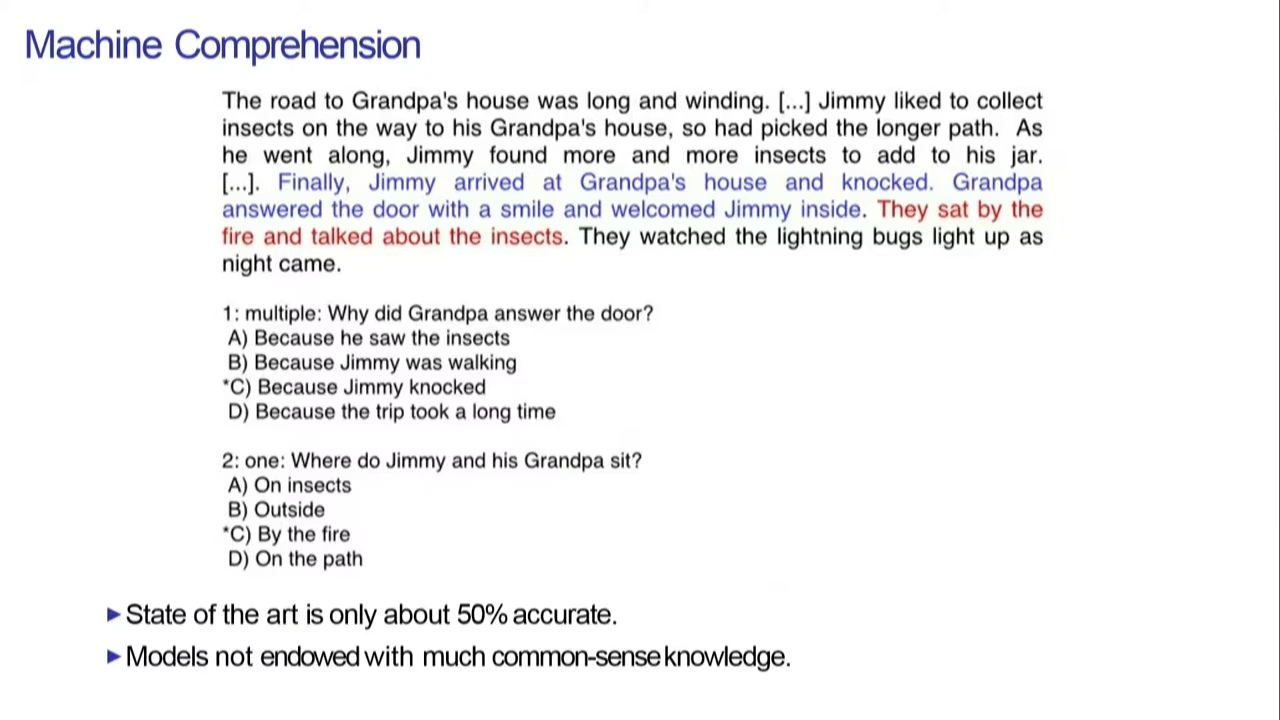 Machine Comprehension
The road to Grandpa's house was long and winding. [...] Jimmy liked to collect
insects on the way to his Grandpa's house, so had picked the longer path. As
he went along, Jimmy found more and more insects to add to his jar.
[...]. Finally, Jimmy arrived at Grandpa's house and knocked. Grandpa
answered the door with a smile and welcomed Jimmy inside. They sat by the
fire and talked about the insects. They watched the lightning bugs light up as
night came.
1: multiple: Why did Grandpa answer the door?
A) Because he saw the insects
B) Because Jimmy was walking
*C) Because Jimmy knocked
D) Because the trip took a long time
2: one: Where do Jimmy and his Grandpa sit?
A) On insects
B) Outside
*C) By the fire
D) On the path
▶ State of the art is only about 50% accurate.
▶ Models not endowed with much common-sense knowledge.